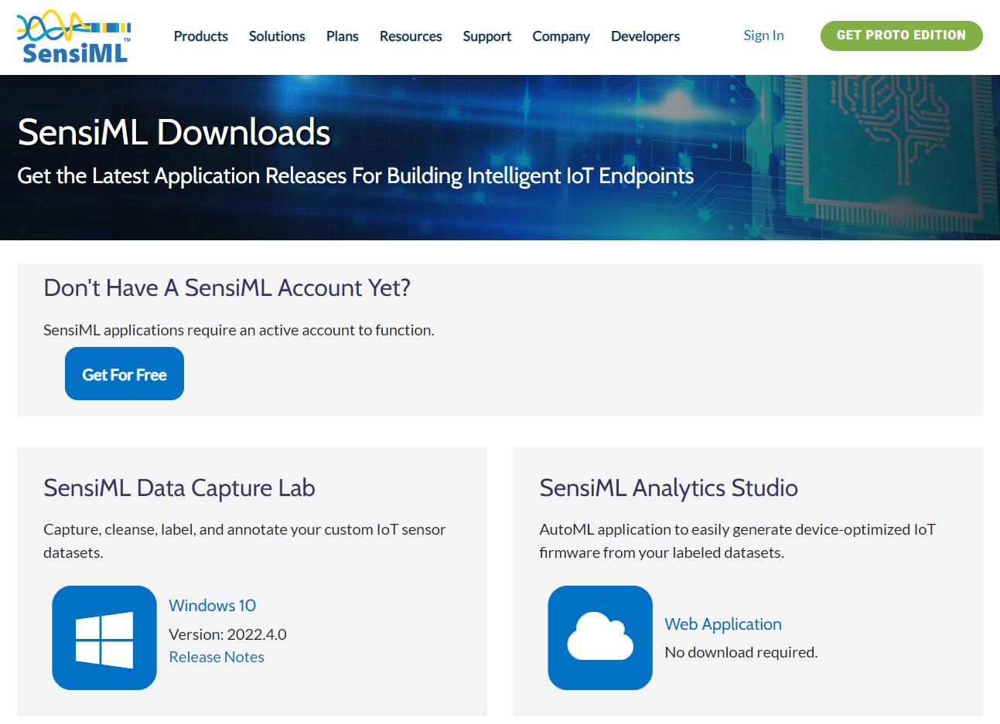 SensiML™
Products Solutions Plans Resources Support Company Developers Sign In GET PROTO EDITION
SensiML Downloads
Get the Latest Application Releases For Building Intelligent IoT Endpoints
Don't Have A SensiML Account Yet?
SensiML applications require an active account to function.
Get For Free
SensiML Data Capture Lab
Capture, cleanse, label, and annotate your custom IoT sensor
datasets.
Windows 10
Version: 2022.4.0
Release Notes
SensiML Analytics Studio
AutoML application to easily generate device-optimized IoT
firmware from your labeled datasets.
Web Application
No download required.